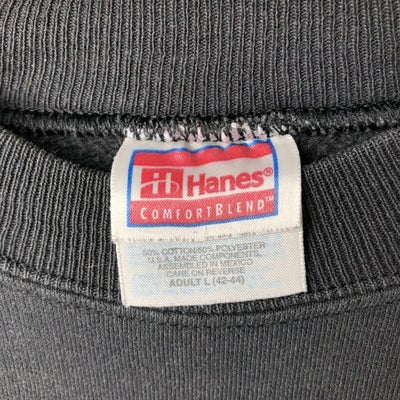 Hanes®
COMFORTBLEND™
50% COTTON/50% POLYESTER
U.S.A. MADE COMPONENTS
ASSEMBLED IN MEXICO
CARE ON REVERSE
ADULT L (42-44)